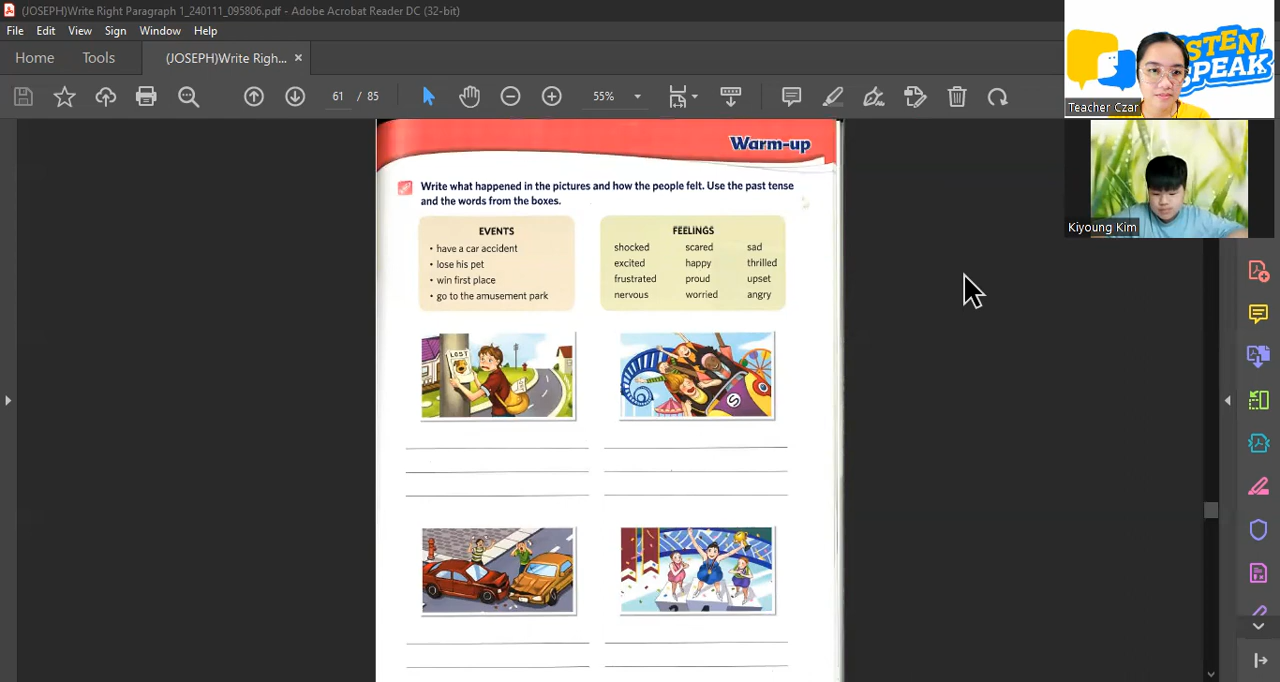 (JOSEPH)Write Right Paragraph 1_240111_095806.pdf - Adobe Acrobat Reader DC (32-bit)
File Edit View Sign Window Help
Home Tools (JOSEPH)Write Righ... ×
61 / 85 55%
Warm-up
Write what happened in the pictures and how the people felt. Use the past tense
and the words from the boxes.
EVENTS
• have a car accident
• lose his pet
• win first place
• go to the amusement park
FEELINGS
shocked scared sad
excited happy thrilled
frustrated proud upset
nervous worried angry
LOST
S
2 1
STEN
SPEAK
Teacher Czar
Kiyoung Kim